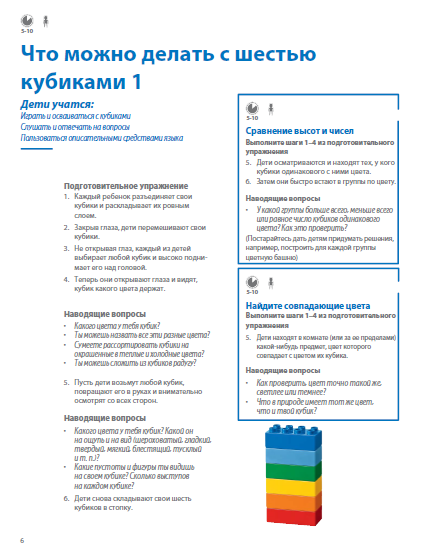 5-10
Что можно делать с шестью
кубиками 1
Дети учатся:
Играть и осваиваться с кубиками
Слушать и отвечать на вопросы
Пользоваться описательными средствами языка
Подготовительное упражнение
1. Каждый ребенок разъединяет свои
кубики и раскладывает их ровным
слоем.
2. Закрыв глаза, дети перемешивают свои
кубики.
3. Не открывая глаз, каждый из детей
выбирает любой кубик и высоко подни-
мает его над головой.
4. Теперь они открывают глаза и видят,
кубик какого цвета держат.
Наводящие вопросы
• Какого цвета у тебя кубик?
• Ты можешь назвать все эти разные цвета?
• Сумеете рассортировать кубики на
окрашенные в теплые и холодные цвета?
• Ты можешь сложить из кубиков радугу?
5. Пусть дети возьмут любой кубик,
повращают его в руках и внимательно
осмотрят со всех сторон.
Наводящие вопросы
• Какого цвета у тебя кубик? Какой он
на ощупь и на вид (шероховатый, гладкий,
твердый, мягкий, блестящий, тусклый
и т. п.)?
• Какие пустоты и фигуры ты видишь
на своем кубике? Сколько выступов
на каждом кубике?
6. Дети снова складывают свои шесть
кубиков в стопку.
5-10
Сравнение высот и чисел
Выполните шаги 1–4 из подготовительного
упражнения
5. Дети осматриваются и находят тех, у кого
кубики одинакового с ними цвета.
6. Затем они быстро встают в группы по цвету.
Наводящие вопросы
• У какой группы больше всего, меньше всего
или равное число кубиков одинакового
цвета? Как это проверить?
(Постарайтесь дать детям придумать решения,
например, построить для каждой группы
цветную башню)
5-10
Найдите совпадающие цвета
Выполните шаги 1–4 из подготовительного
упражнения
5. Дети находят в комнате (или за ее пределами)
какой-нибудь предмет, цвет которого
совпадает с цветом их кубика.
Наводящие вопросы
• Как проверить, цвет точно такой же,
светлее или темнее?
• Что в природе имеет тот же цвет,
что и твой кубик?
6